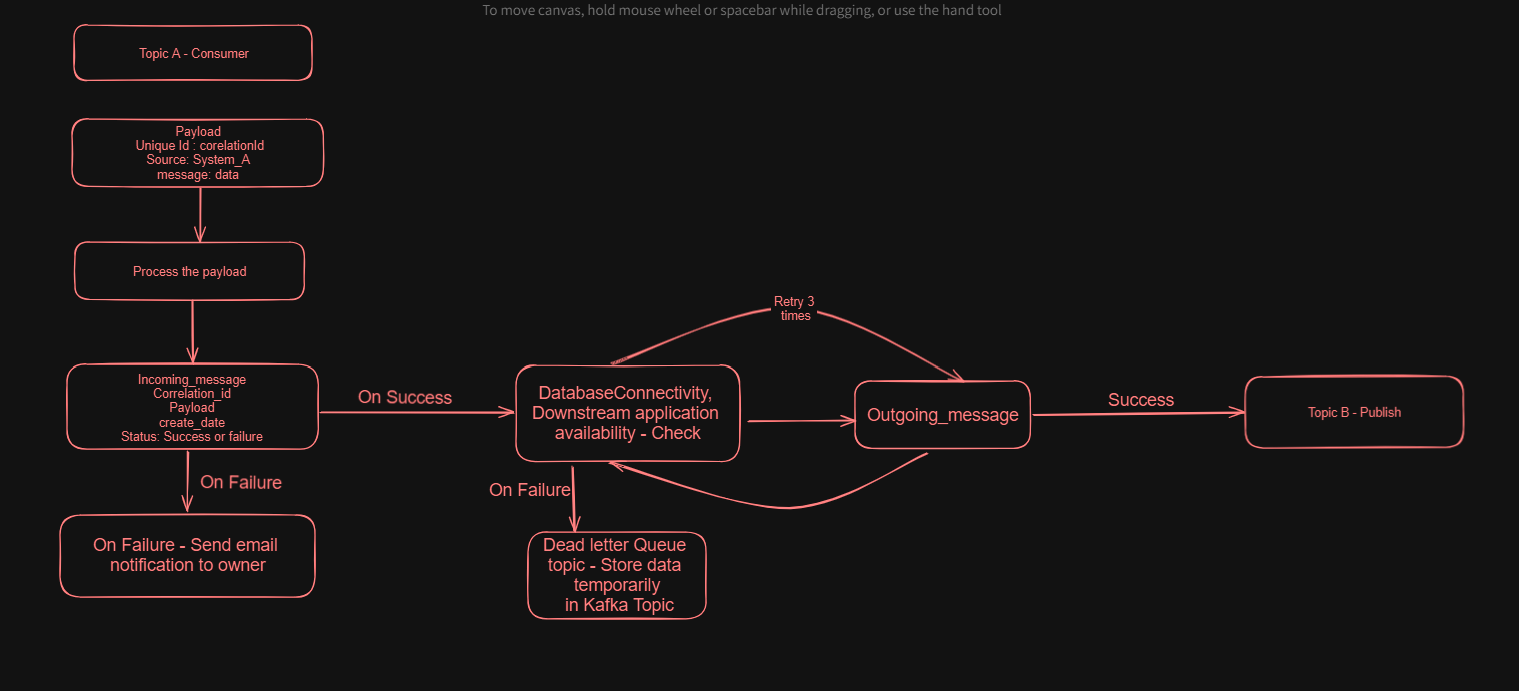 To move canvas, hold mouse wheel or spacebar while dragging, or use the hand tool
Topic A - Consumer
Payload
Unique Id : corelationId
Source: System_A
message: data
Process the payload
Retry 3
times
Incoming_message
Correlation_id
Payload
create_date
Status: Success or failure
On Success
DatabaseConnectivity,
Downstream application
availability - Check
Outgoing_message
Success
Topic B - Publish
On Failure
On Failure
On Failure - Send email
notification to owner
Dead letter Queue
topic - Store data
temporarily
in Kafka Topic